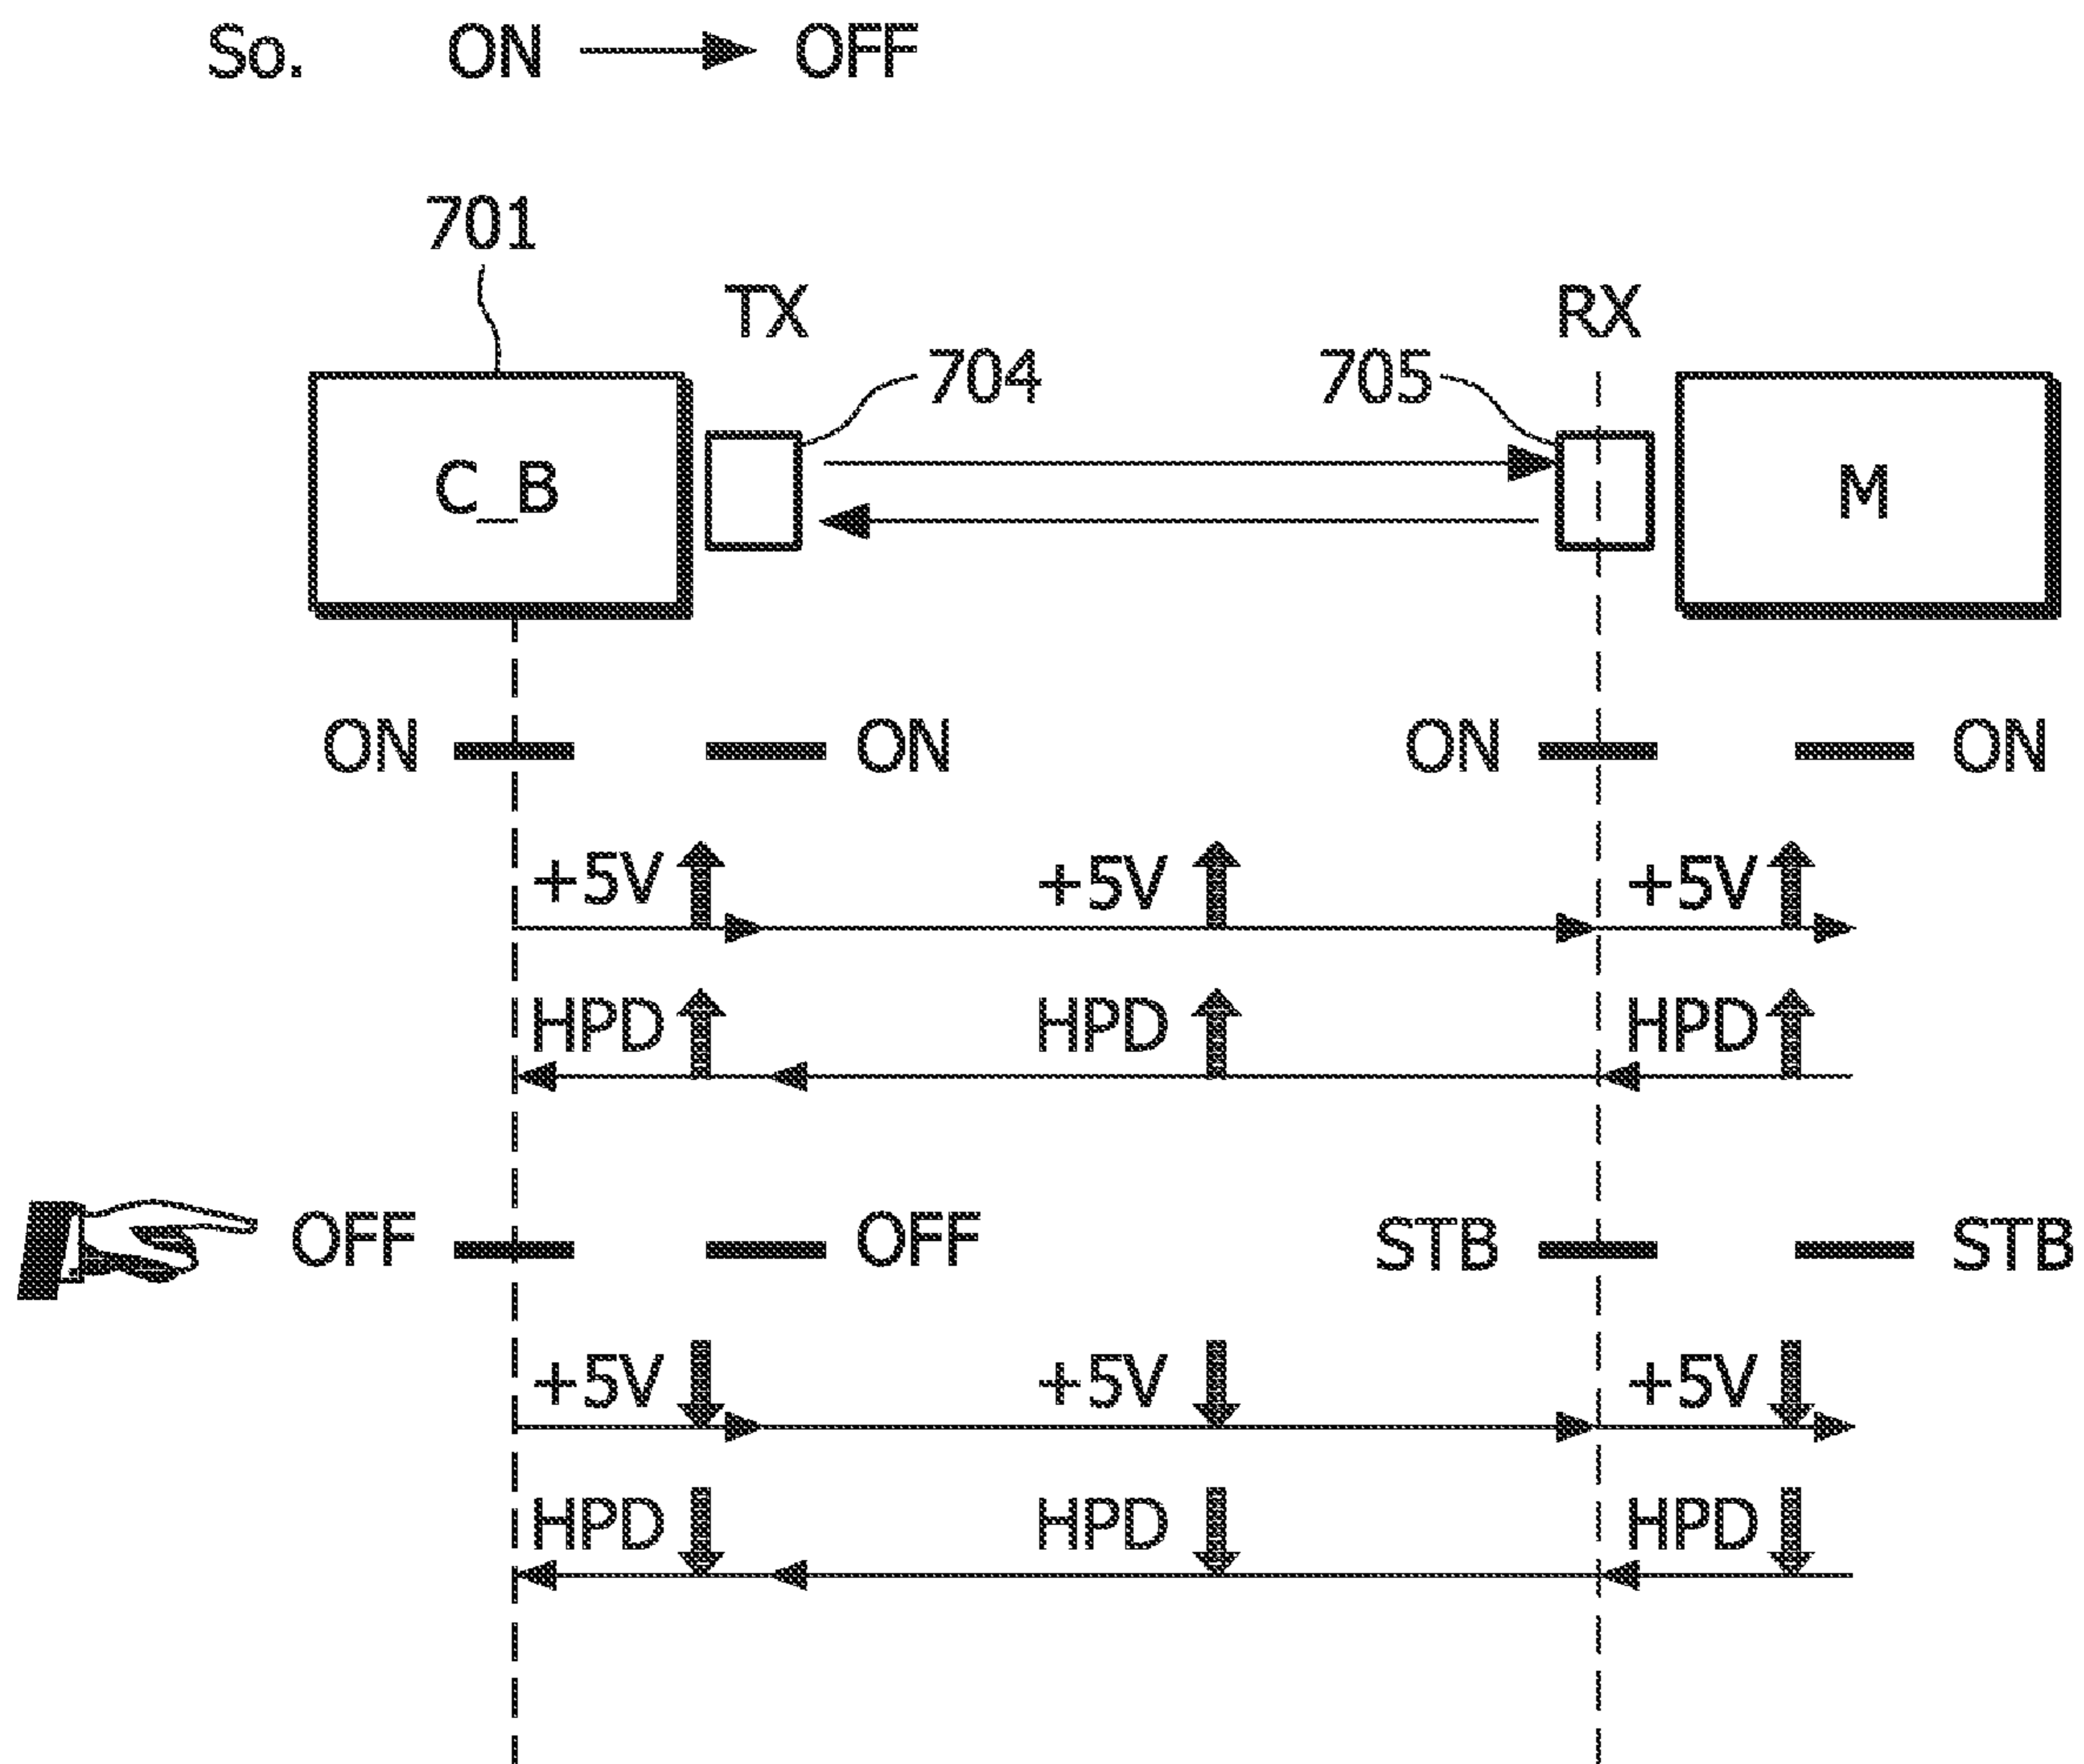 So. ON OFF
701
TX RX
704 705
C_B M
ON ON ON ON
+5V +5V +5V
HPD HPD HPD
OFF OFF STB STB
+5V +5V +5V
HPD HPD HPD